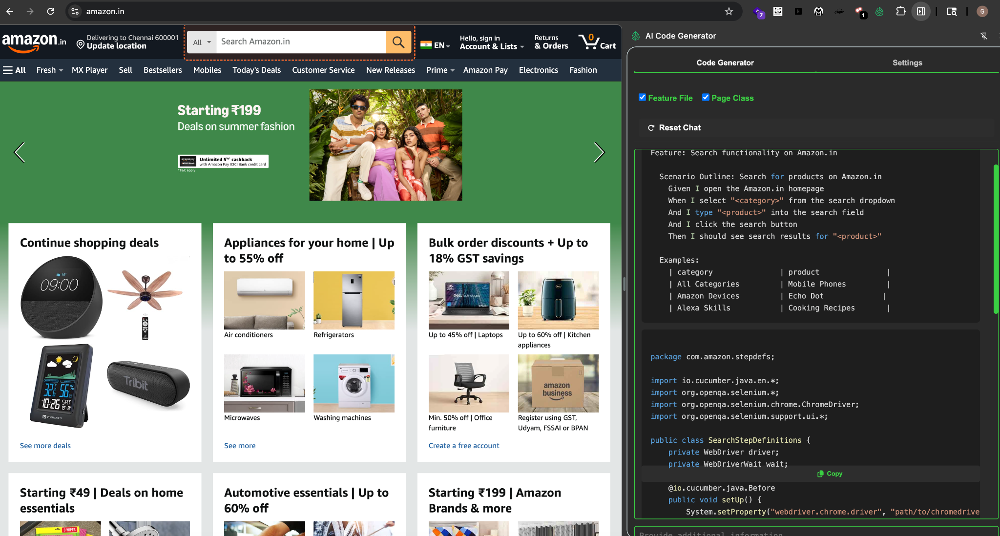 amazon.in
7
1
G
amazon.in
Delivering to Chennai 600001
Update location
All
Search Amazon.in
EN
Hello, sign in
Account & Lists
Returns
& Orders
0
Cart
All
Fresh
MX Player
Sell
Bestsellers
Mobiles
Today's Deals
Customer Service
New Releases
Prime
Amazon Pay
Electronics
Fashion
Starting ₹199
Deals on summer fashion
Unlimited 5%* cashback
with Amazon Pay ICICI Bank credit card
*T&C apply
Continue shopping deals
15°
09:00
Tribit
10:26 SAT
PORTRONICS
See more deals
Appliances for your home | Up
to 55% off
Air conditioners
Refrigerators
Microwaves
Washing machines
See more
Bulk order discounts + Up to
18% GST savings
DELL Technologies
Up to 45% off | Laptops
Up to 60% off | Kitchen
appliances
amazon
business
Min. 50% off | Office
furniture
Register using GST,
Udyam, FSSAI or BPAN
Create a free account
Starting ₹49 | Deals on home
essentials
3 WIPES
Automotive essentials | Up to
60% off
Starting ₹199 | Amazon
Brands & more
AI Code Generator
Code Generator
Settings
Feature File
Page Class
Reset Chat
Feature: Search functionality on Amazon.in
Scenario Outline: Search for products on Amazon.in
Given I open the Amazon.in homepage
When I select "<category>" from the search dropdown
And I type "<product>" into the search field
And I click the search button
Then I should see search results for "<product>"
Examples:
| category | product |
| All Categories | Mobile Phones |
| Amazon Devices | Echo Dot |
| Alexa Skills | Cooking Recipes |
package com.amazon.stepdefs;
import io.cucumber.java.en.*;
import org.openqa.selenium.*;
import org.openqa.selenium.chrome.ChromeDriver;
import org.openqa.selenium.support.ui.*;
public class SearchStepDefinitions {
private WebDriver driver;
private WebDriverWait wait;
Copy
@io.cucumber.java.Before
public void setUp() {
System.setProperty("webdriver.chrome.driver", "path/to/chromedrive
Provide additional information